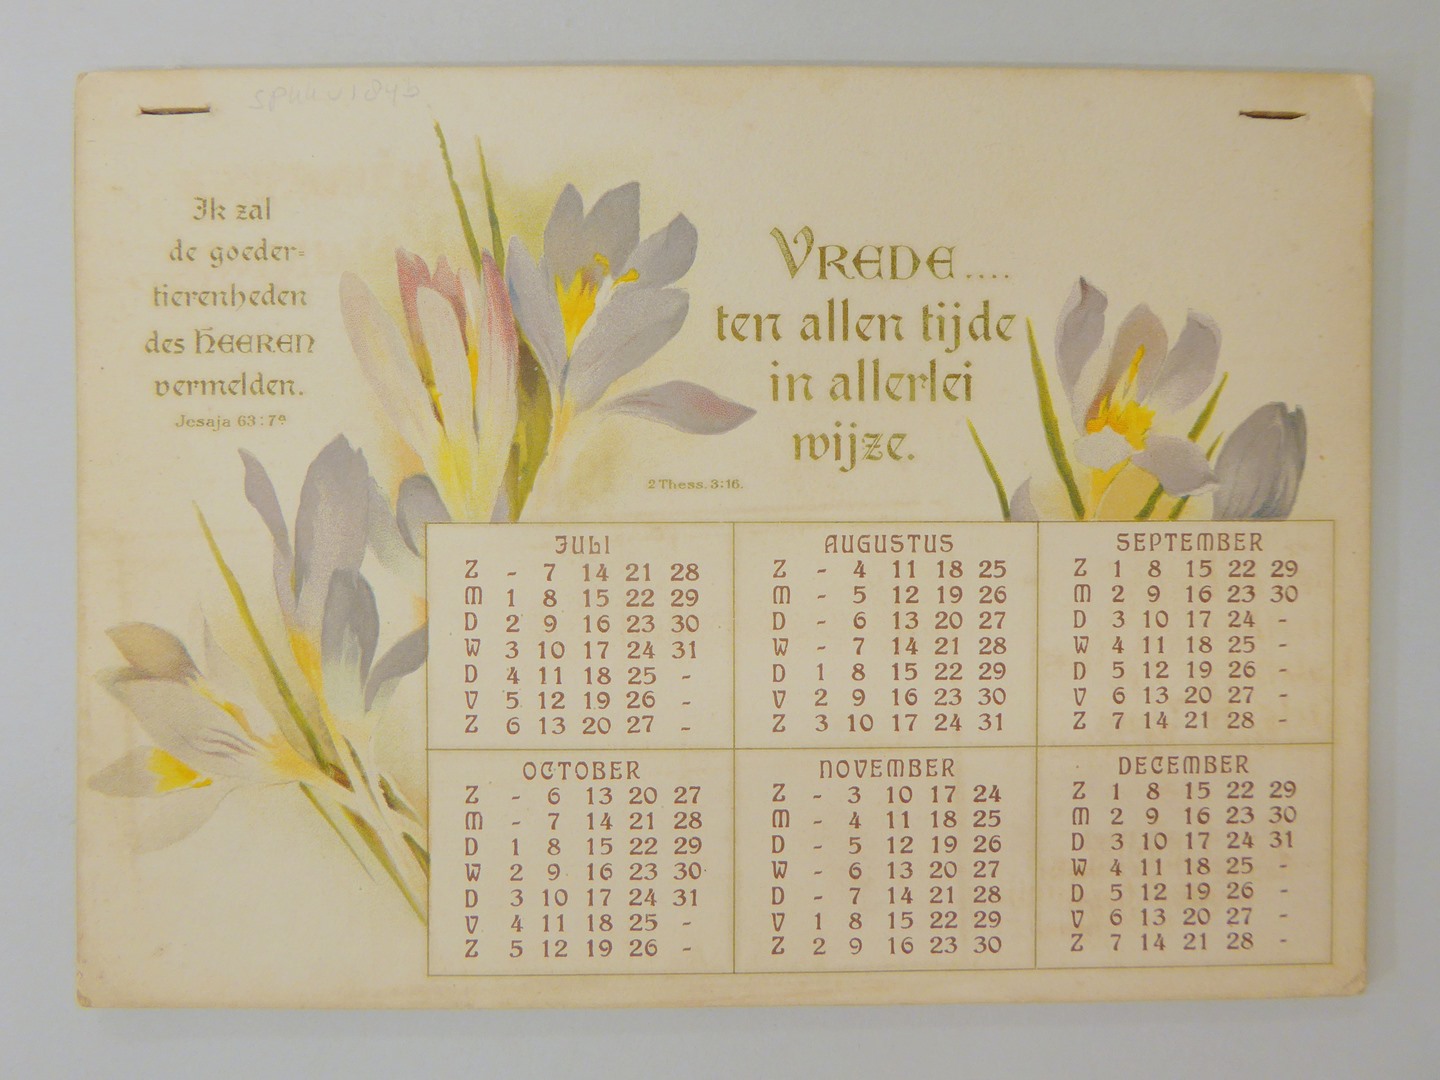 Ik zal
de goeder=
tierenheden
des HEEREN
vermelden.
Jesaja 63:7a
VREDE....
ten allen tijde
in allerlei
wijze.
2 Thess. 3:16.
JULI
Z - 7 14 21 28
M 1 8 15 22 29
D 2 9 16 23 30
W 3 10 17 24 31
D 4 11 18 25 -
V 5 12 19 26 -
Z 6 13 20 27 -
AUGUSTUS
Z - 4 11 18 25
M - 5 12 19 26
D - 6 13 20 27
W - 7 14 21 28
D 1 8 15 22 29
V 2 9 16 23 30
Z 3 10 17 24 31
SEPTEMBER
Z 1 8 15 22 29
M 2 9 16 23 30
D 3 10 17 24 -
W 4 11 18 25 -
D 5 12 19 26 -
V 6 13 20 27 -
Z 7 14 21 28 -
OCTOBER
Z - 6 13 20 27
M - 7 14 21 28
D 1 8 15 22 29
W 2 9 16 23 30
D 3 10 17 24 31
V 4 11 18 25 -
Z 5 12 19 26 -
NOVEMBER
Z - 3 10 17 24
M - 4 11 18 25
D - 5 12 19 26
W - 6 13 20 27
D - 7 14 21 28
V 1 8 15 22 29
Z 2 9 16 23 30
DECEMBER
Z 1 8 15 22 29
M 2 9 16 23 30
D 3 10 17 24 31
W 4 11 18 25 -
D 5 12 19 26 -
V 6 13 20 27 -
Z 7 14 21 28 -